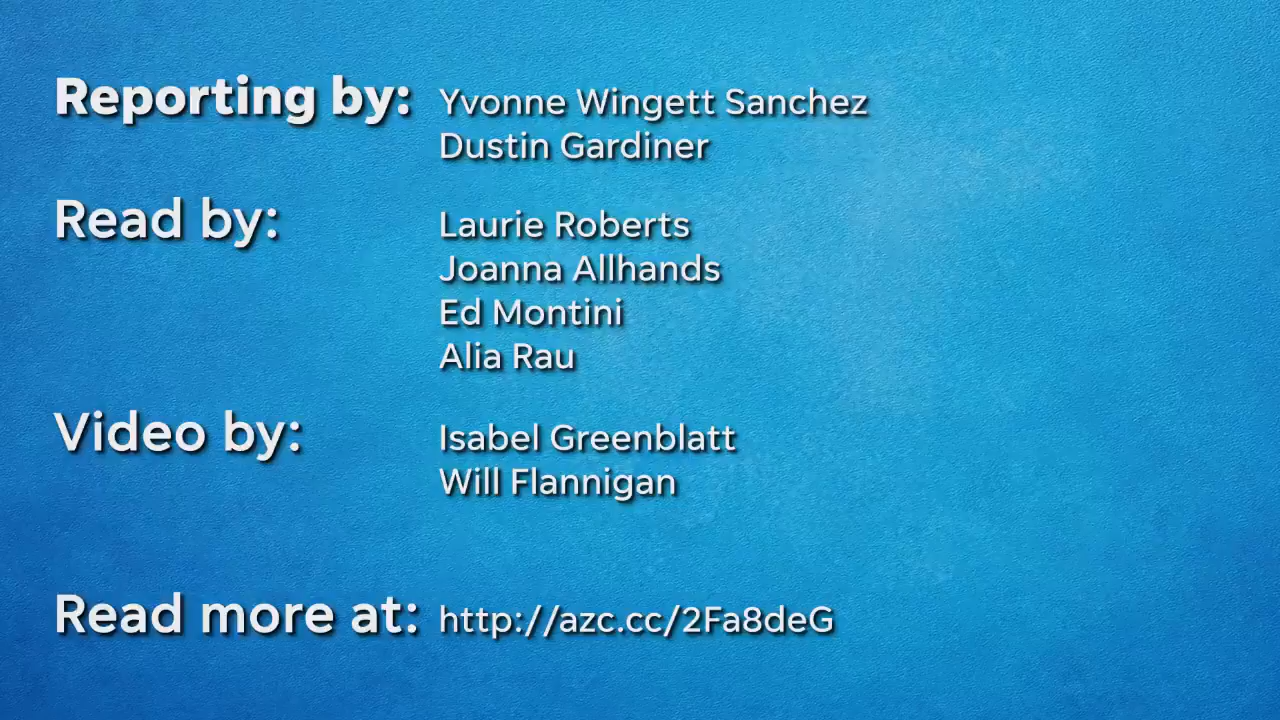 Reporting by: Yvonne Wingett Sanchez
Dustin Gardiner
Read by: Laurie Roberts
Joanna Allhands
Ed Montini
Alia Rau
Video by: Isabel Greenblatt
Will Flannigan
Read more at: http://azc.cc/2Fa8deG